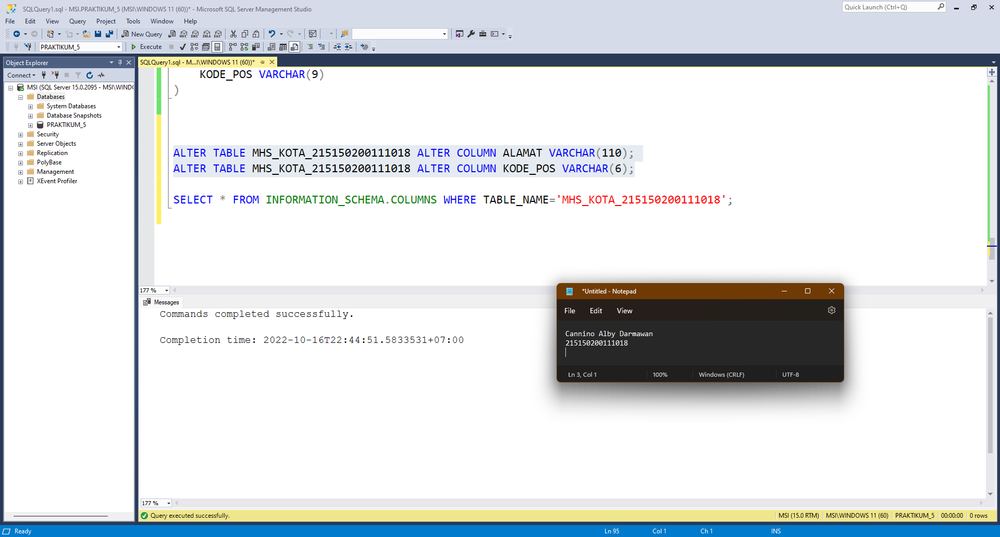 SQLQuery1.sql - MSI.PRAKTIKUM_5 (MSI\WINDOWS 11 (60))* - Microsoft SQL Server Management Studio
Quick Launch (Ctrl+Q)
File Edit View Query Project Tools Window Help
New Query
MDX DMX XMLA DAX
PRAKTIKUM_5
Execute
Object Explorer
SQLQuery1.sql - M...I\WINDOWS 11 (60))*
Connect
MSI (SQL Server 15.0.2095 - MSI\WIND
Databases
System Databases
Database Snapshots
PRAKTIKUM_5
Security
Server Objects
Replication
PolyBase
Management
XEvent Profiler
KODE_POS VARCHAR(9)
)
ALTER TABLE MHS_KOTA_215150200111018 ALTER COLUMN ALAMAT VARCHAR(110);
ALTER TABLE MHS_KOTA_215150200111018 ALTER COLUMN KODE_POS VARCHAR(6);
SELECT * FROM INFORMATION_SCHEMA.COLUMNS WHERE TABLE_NAME='MHS_KOTA_215150200111018';
177 %
Messages
Commands completed successfully.
Completion time: 2022-10-16T22:44:51.5833531+07:00
*Untitled - Notepad
File Edit View
Cannino Alby Darmawan
215150200111018
Ln 3, Col 1 100% Windows (CRLF) UTF-8
177 %
Query executed successfully.
MSI (15.0 RTM) MSI\WINDOWS 11 (60) PRAKTIKUM_5 00:00:00 0 rows
Ready
Ln 95 Col 1 Ch 1 INS